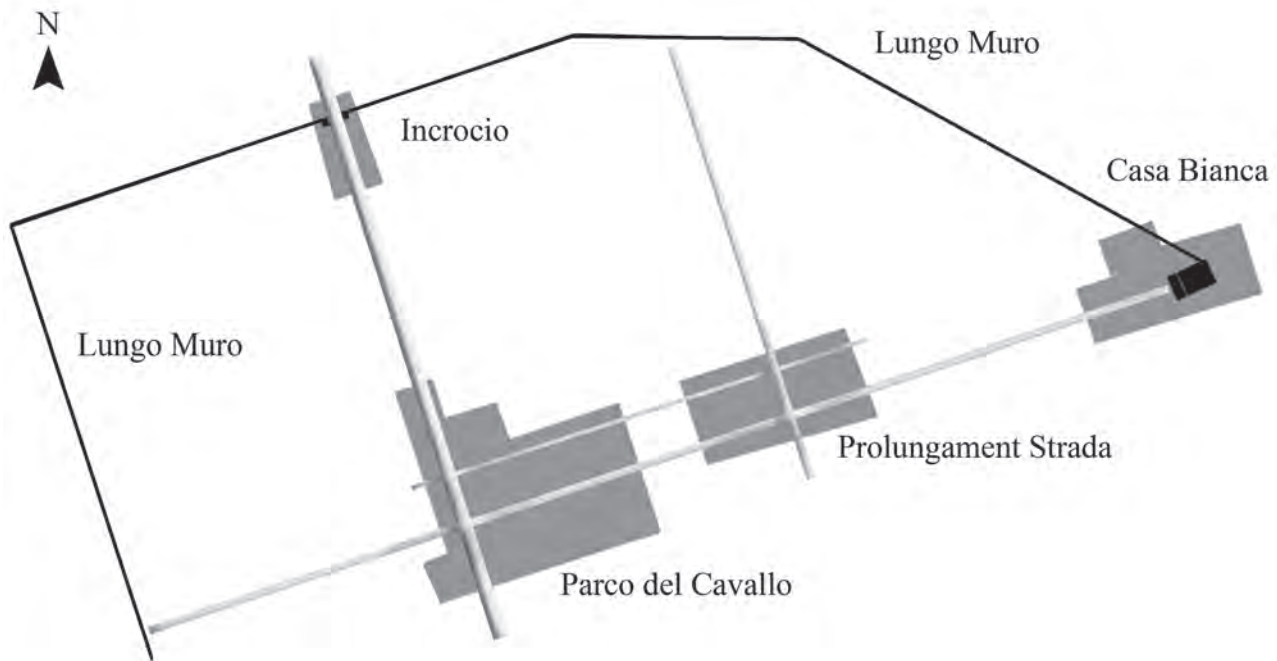 N
Lungo Muro
Incrocio
Casa Bianca
Lungo Muro
Prolungament Strada
Parco del Cavallo